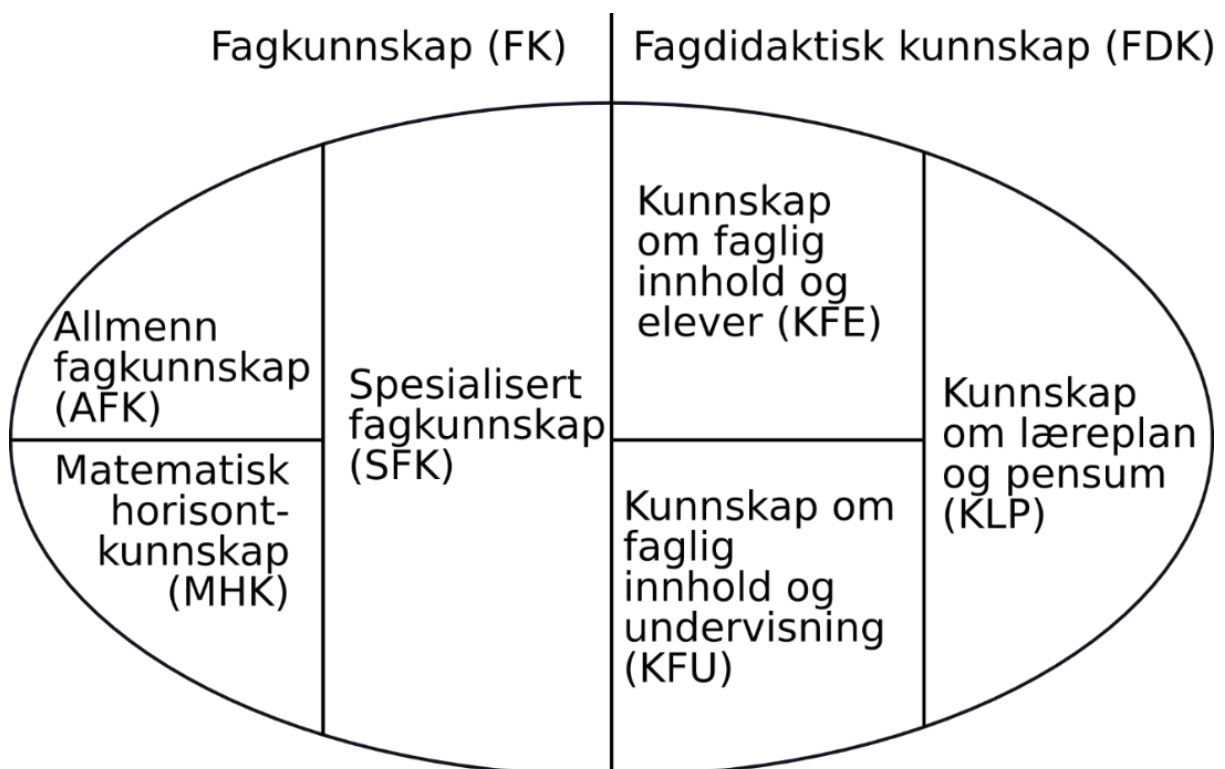 Fagkunnskap (FK)
Fagdidaktisk kunnskap (FDK)
Allmenn
fagkunnskap
(AFK)
Matematisk
horisont-
kunnskap
(MHK)
Spesialisert
fagkunnskap
(SFK)
Kunnskap
om faglig
innhold og
elever (KFE)
Kunnskap om
faglig
innhold og
undervisning
(KFU)
Kunnskap
om læreplan
og pensum
(KLP)